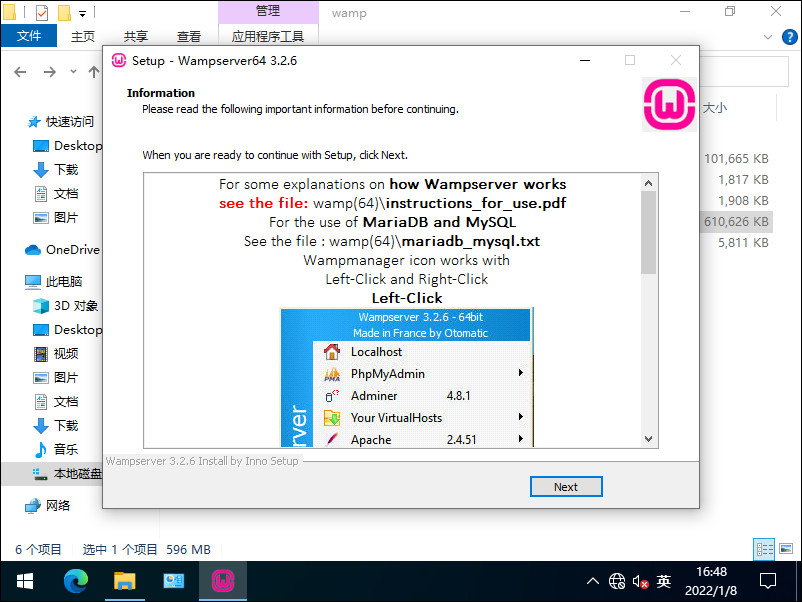 管理
wamp
文件
主页
共享
查看
应用程序工具
Setup - Wampserver64 3.2.6
Information
Please read the following important information before continuing.
When you are ready to continue with Setup, click Next.
For some explanations on how Wampserver works
see the file: wamp(64)\instructions_for_use.pdf
For the use of MariaDB and MySQL
See the file : wamp(64)\mariadb_mysql.txt
Wampmanager icon works with
Left-Click and Right-Click
Left-Click
Wampserver 3.2.6 - 64bit
Made in France by Otomatic
Localhost
PhpMyAdmin
PMA
Adminer 4.8.1
Your VirtualHosts
Apache 2.4.51
Wampserver 3.2.6 Install by Inno Setup
Next
快速访问
Desktop
下载
文档
图片
OneDrive
此电脑
3D 对象
Desktop
视频
图片
文档
下载
音乐
本地磁盘
网络
大小
101,665 KB
1,817 KB
1,908 KB
610,626 KB
5,811 KB
6 个项目
选中 1 个项目 596 MB
英
16:48
2022/1/8